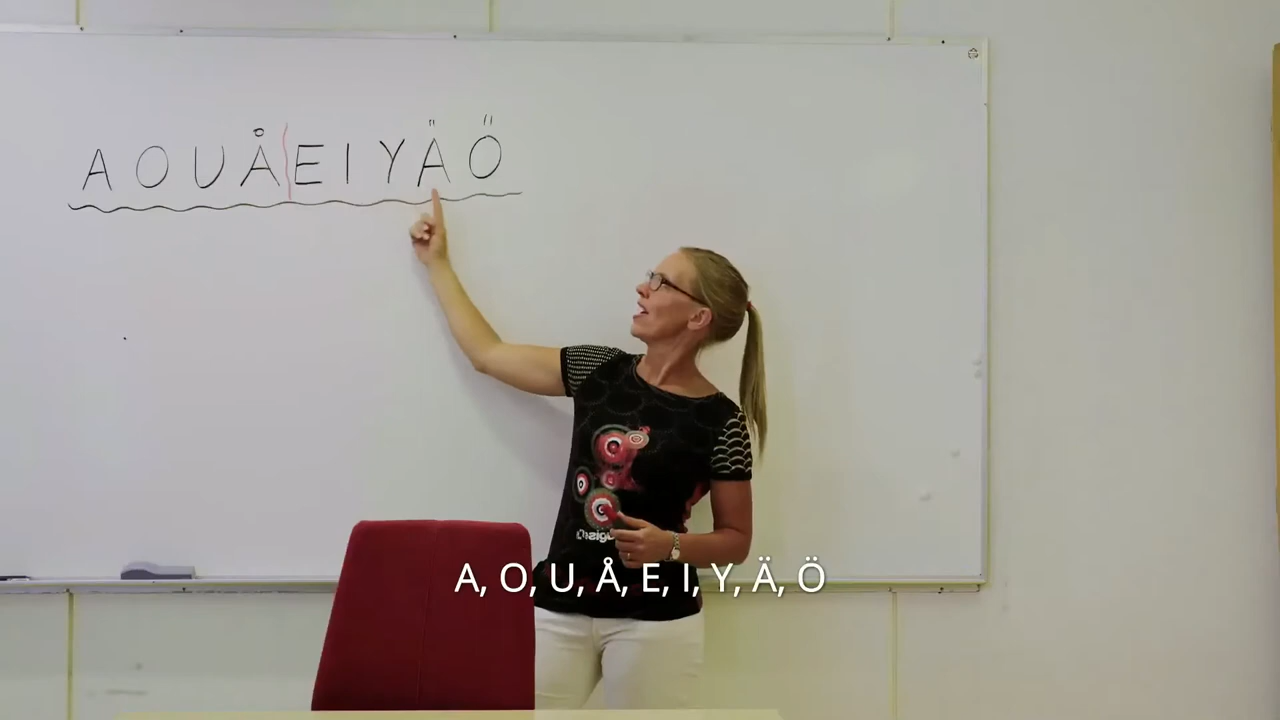 A O U Å E I Y Ä Ö
A, O, U, Å, E, I, Y, Ä, Ö